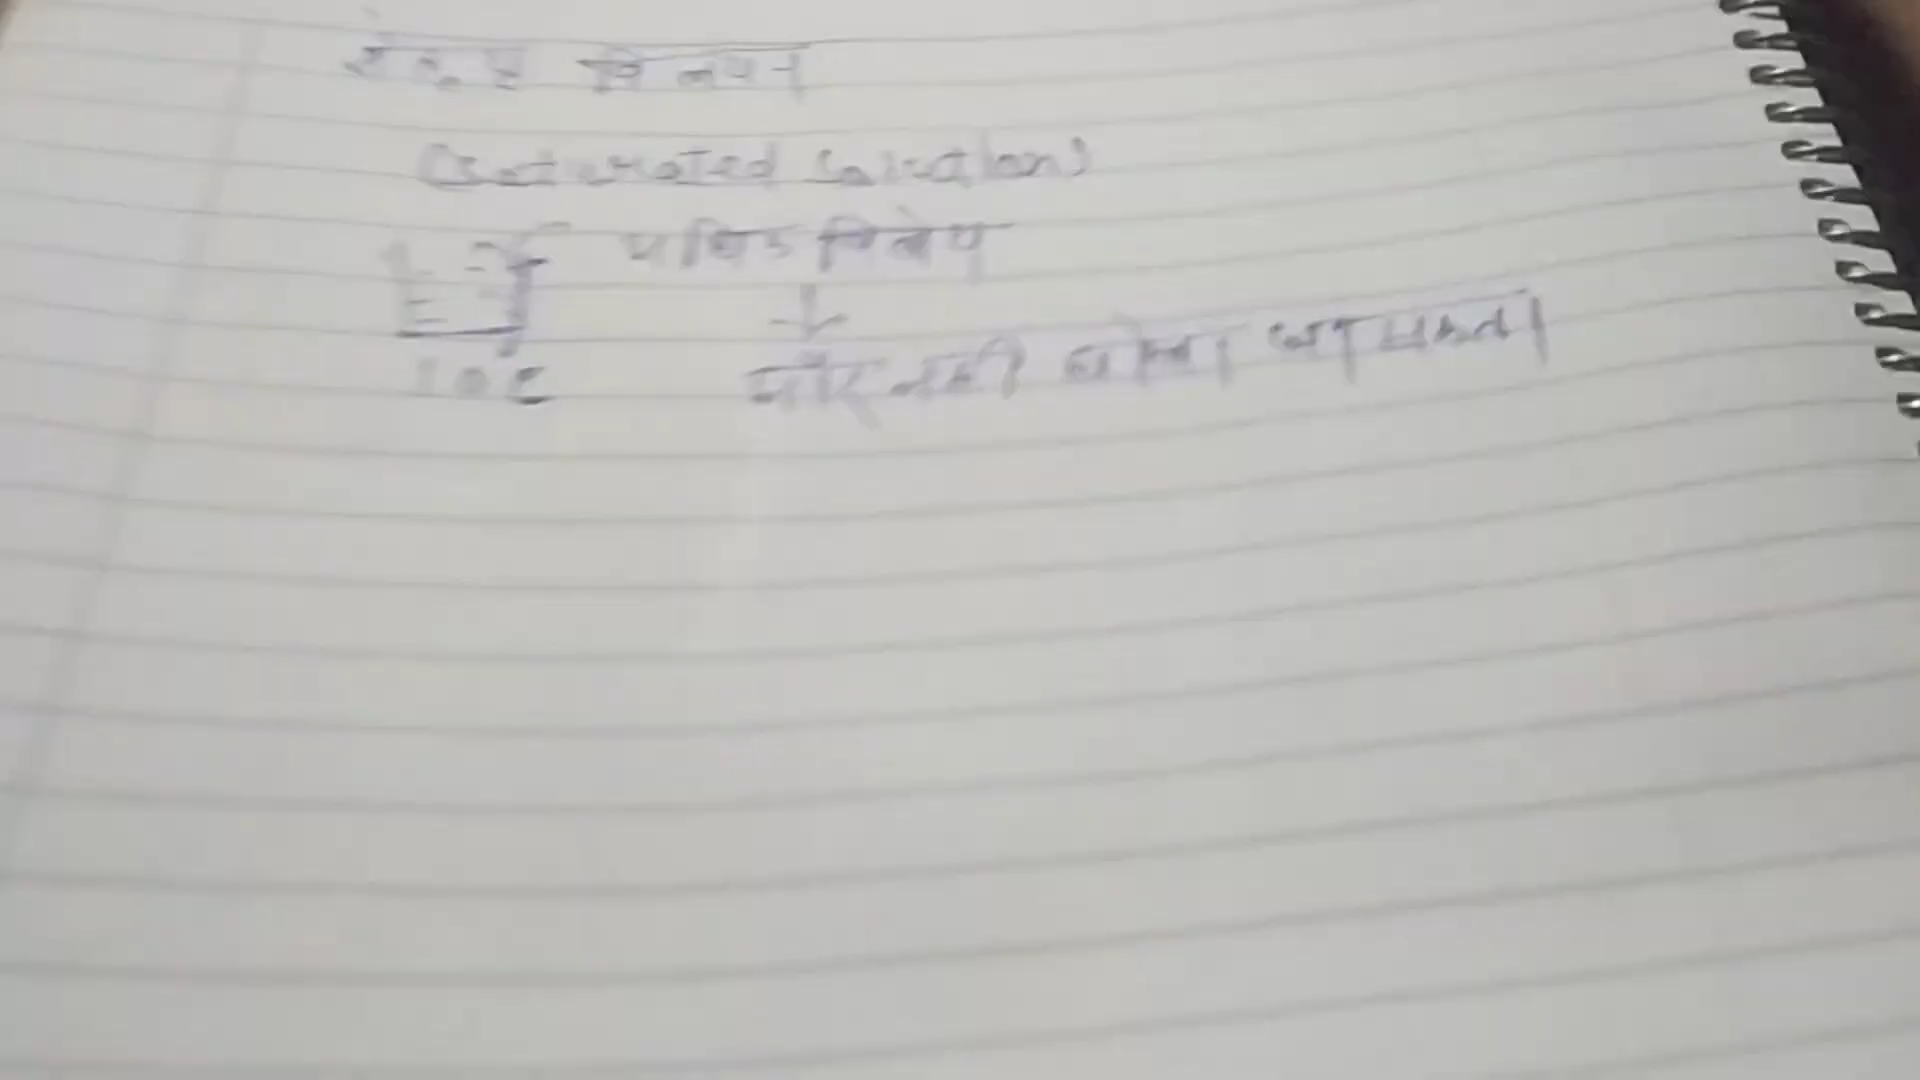 संतृप्त विलयन
(Saturated Solution)
विलेय
और नहीं घोला जा सकता